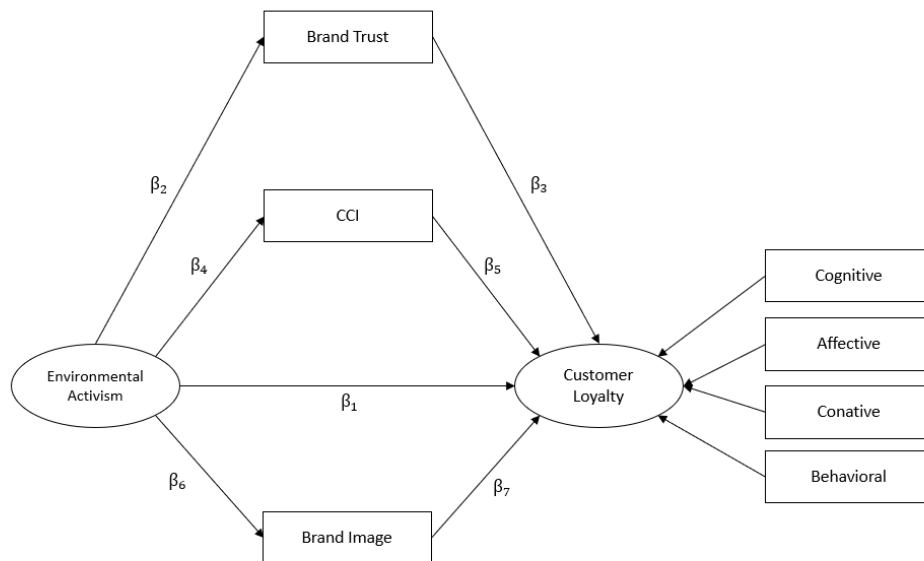 Brand Trust
β₂
β₃
CCI
β₄
β₅
Cognitive
Affective
Environmental
Activism
β₁
Customer
Loyalty
Conative
Behavioral
β₆
β₇
Brand Image